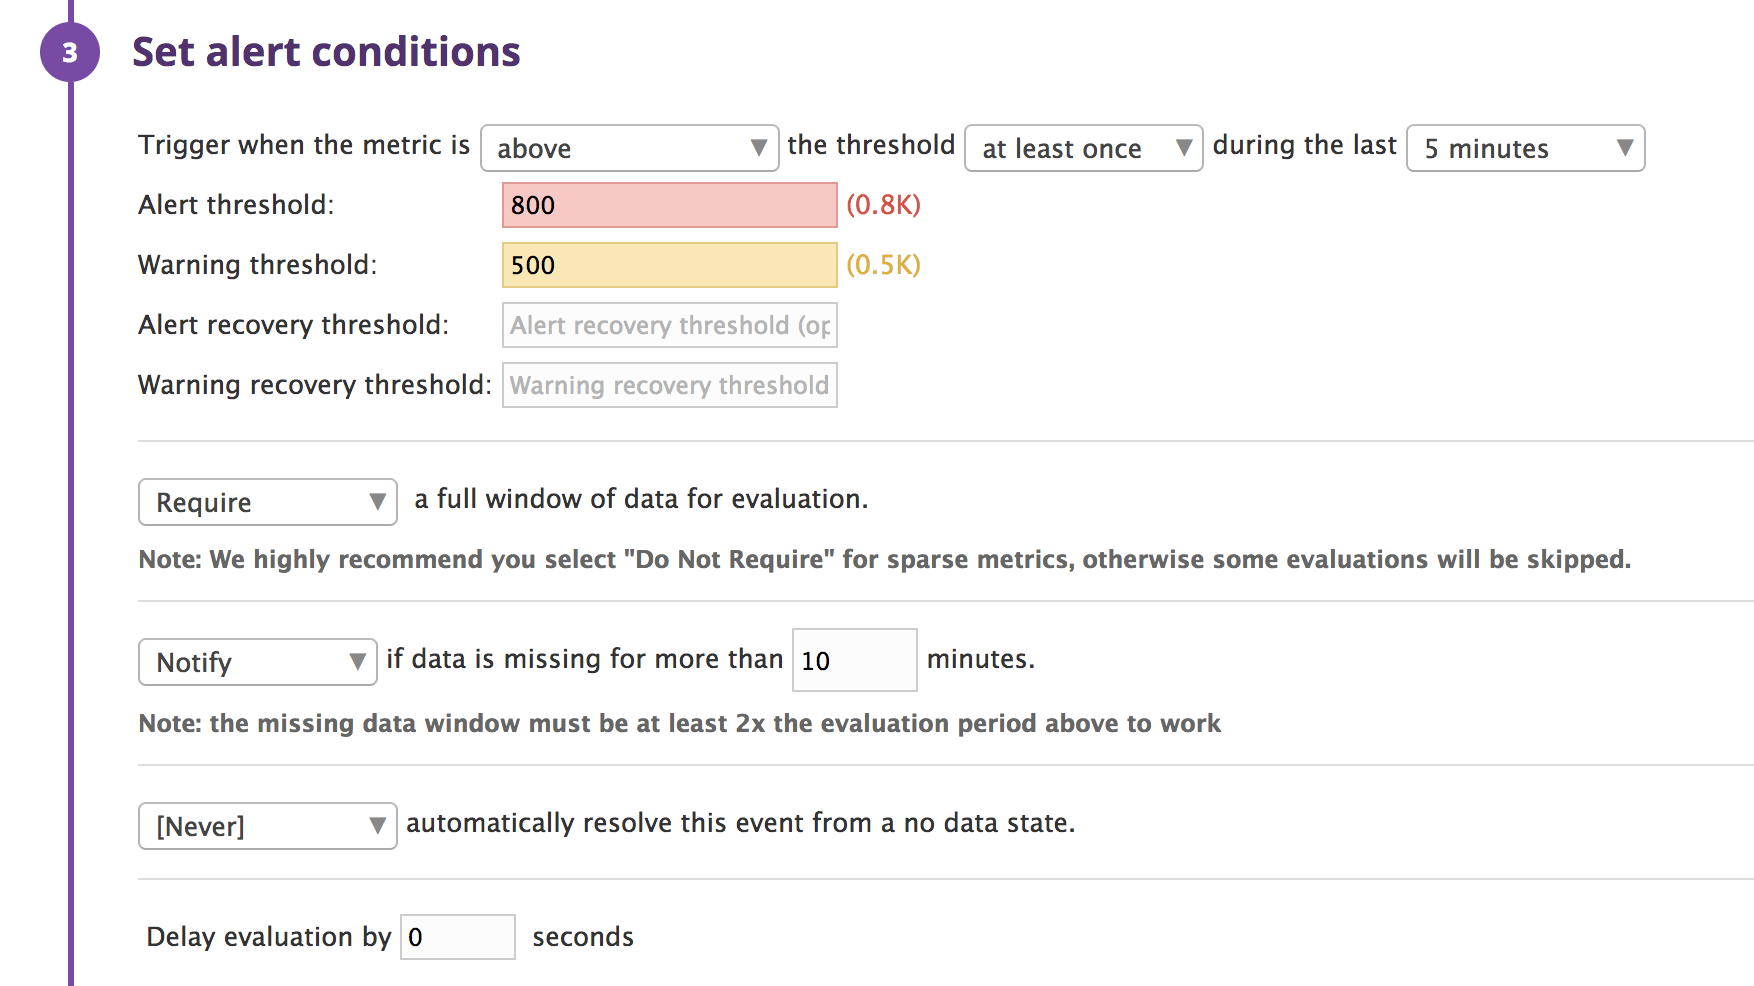 3 Set alert conditions
Trigger when the metric is above ▼ the threshold at least once ▼ during the last 5 minutes ▼
Alert threshold: 800 (0.8K)
Warning threshold: 500 (0.5K)
Alert recovery threshold: Alert recovery threshold (op
Warning recovery threshold: Warning recovery threshold
Require ▼ a full window of data for evaluation.
Note: We highly recommend you select "Do Not Require" for sparse metrics, otherwise some evaluations will be skipped.
Notify ▼ if data is missing for more than 10 minutes.
Note: the missing data window must be at least 2x the evaluation period above to work
[Never] ▼ automatically resolve this event from a no data state.
Delay evaluation by 0 seconds